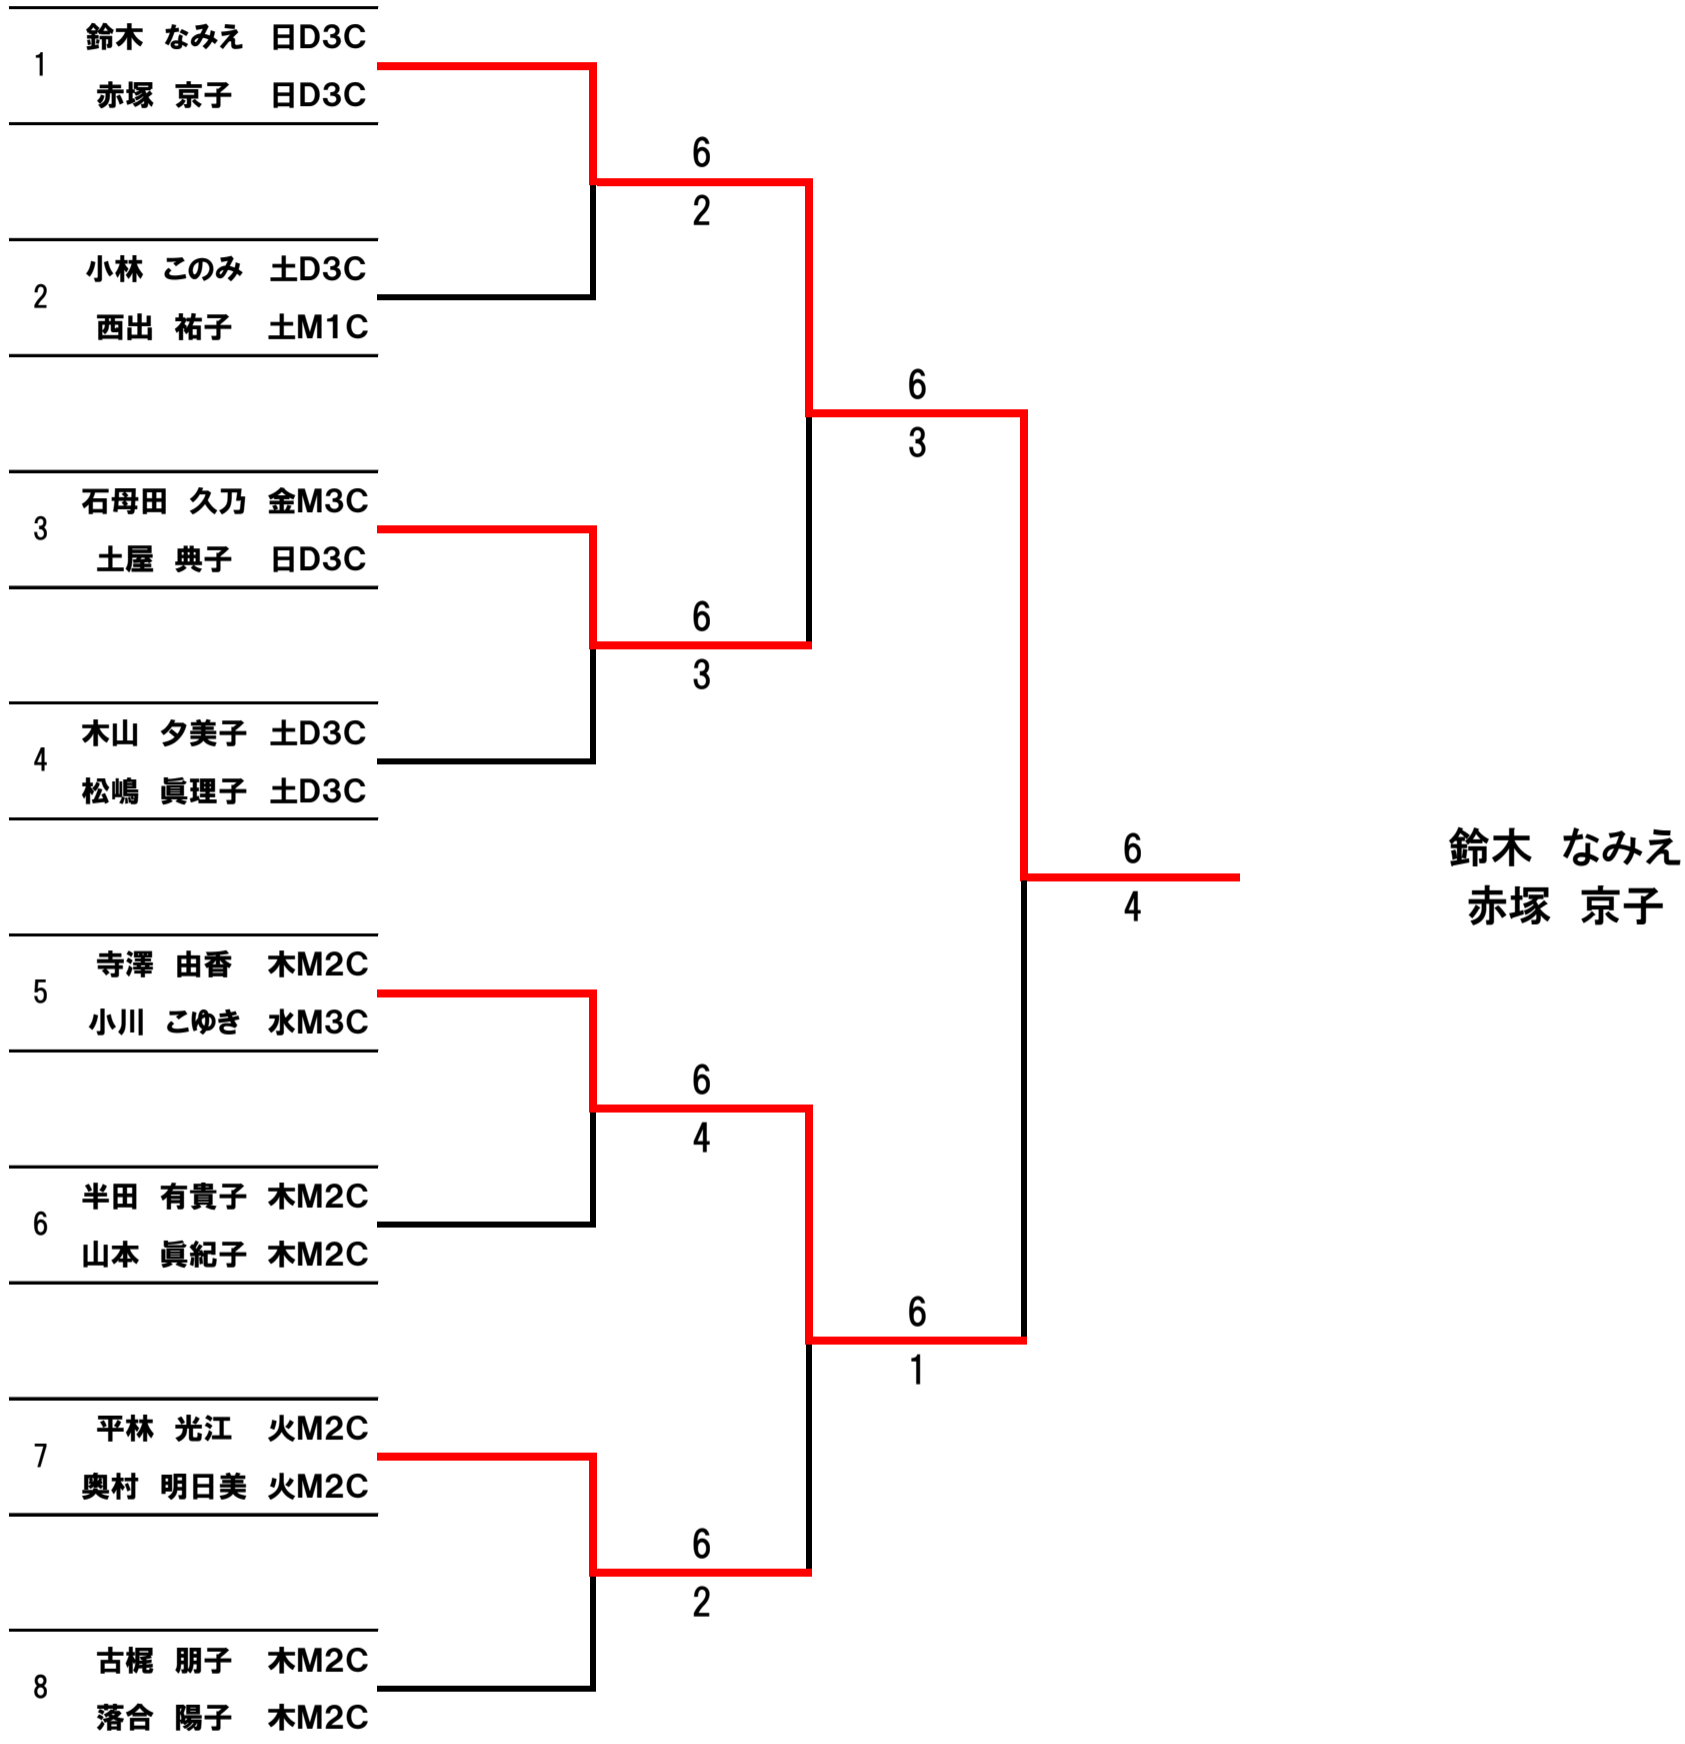 1
鈴木 なみえ 日D3C
赤塚 京子 日D3C
6
2
2
小林 このみ 土D3C
西出 祐子 土M1C
6
3
3
石母田 久乃 金M3C
土屋 典子 日D3C
6
3
4
木山 夕美子 土D3C
松嶋 眞理子 土D3C
6
4
鈴木 なみえ
赤塚 京子
5
寺澤 由香 木M2C
小川 こゆき 水M3C
6
4
6
半田 有貴子 木M2C
山本 眞紀子 木M2C
6
1
7
平林 光江 火M2C
奥村 明日美 火M2C
6
2
8
古梶 朋子 木M2C
落合 陽子 木M2C